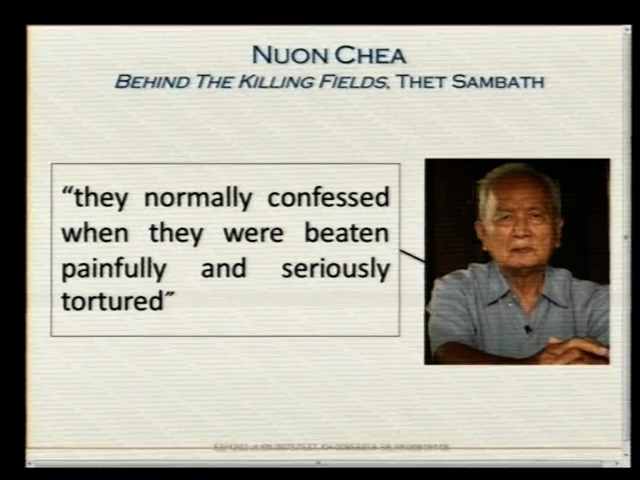 NUON CHEA
BEHIND THE KILLING FIELDS, THET SAMBATH
“they normally confessed
when they were beaten
painfully and seriously
tortured”